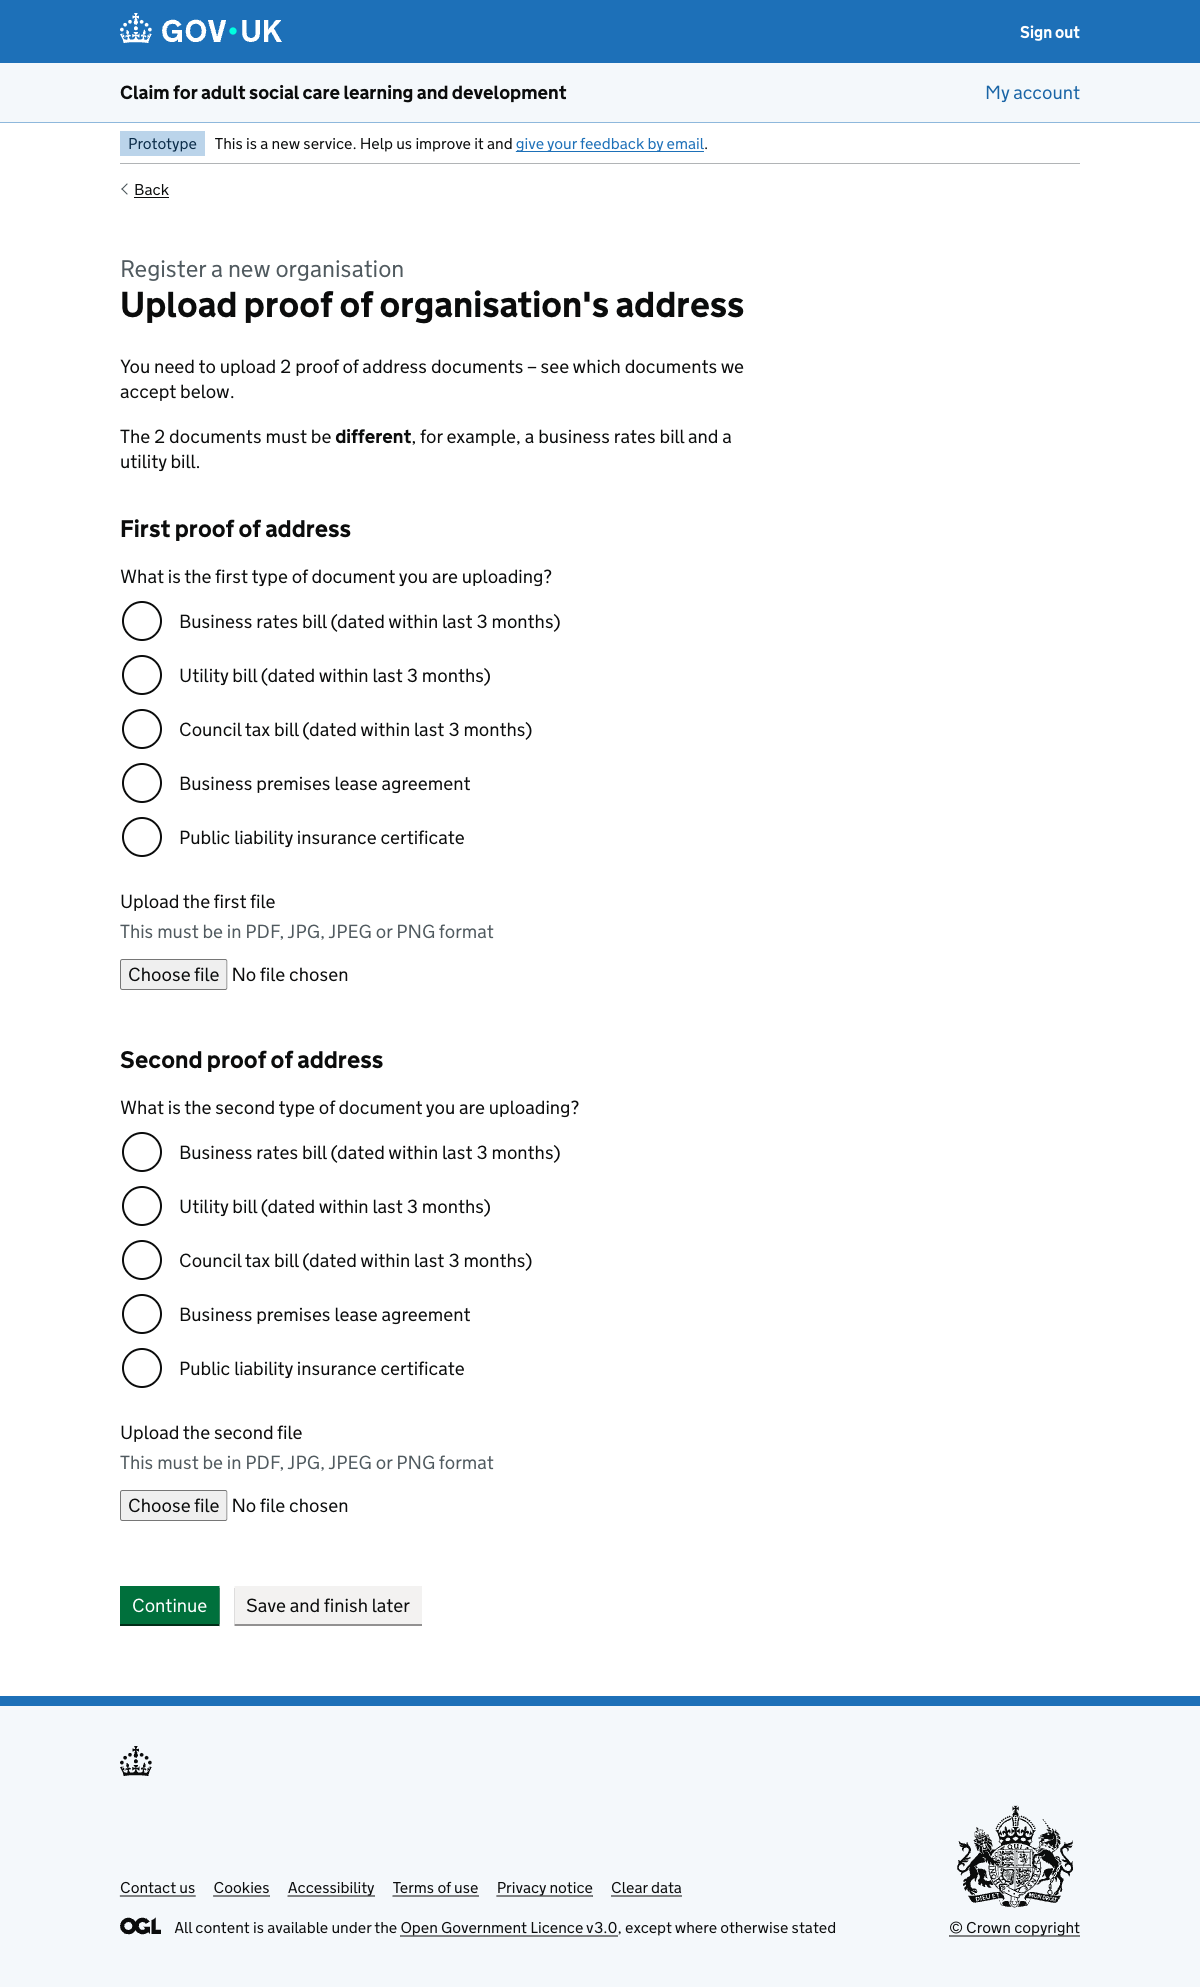 GOV·UK
Sign out
Claim for adult social care learning and development
My account
Prototype
This is a new service. Help us improve it and give your feedback by email.
Back
Register a new organisation
Upload proof of organisation's address
You need to upload 2 proof of address documents – see which documents we
accept below.
The 2 documents must be different, for example, a business rates bill and a
utility bill.
First proof of address
What is the first type of document you are uploading?
Business rates bill (dated within last 3 months)
Utility bill (dated within last 3 months)
Council tax bill (dated within last 3 months)
Business premises lease agreement
Public liability insurance certificate
Upload the first file
This must be in PDF, JPG, JPEG or PNG format
Choose file No file chosen
Second proof of address
What is the second type of document you are uploading?
Business rates bill (dated within last 3 months)
Utility bill (dated within last 3 months)
Council tax bill (dated within last 3 months)
Business premises lease agreement
Public liability insurance certificate
Upload the second file
This must be in PDF, JPG, JPEG or PNG format
Choose file No file chosen
Continue
Save and finish later
Contact us
Cookies
Accessibility
Terms of use
Privacy notice
Clear data
OGL
All content is available under the Open Government Licence v3.0, except where otherwise stated
© Crown copyright